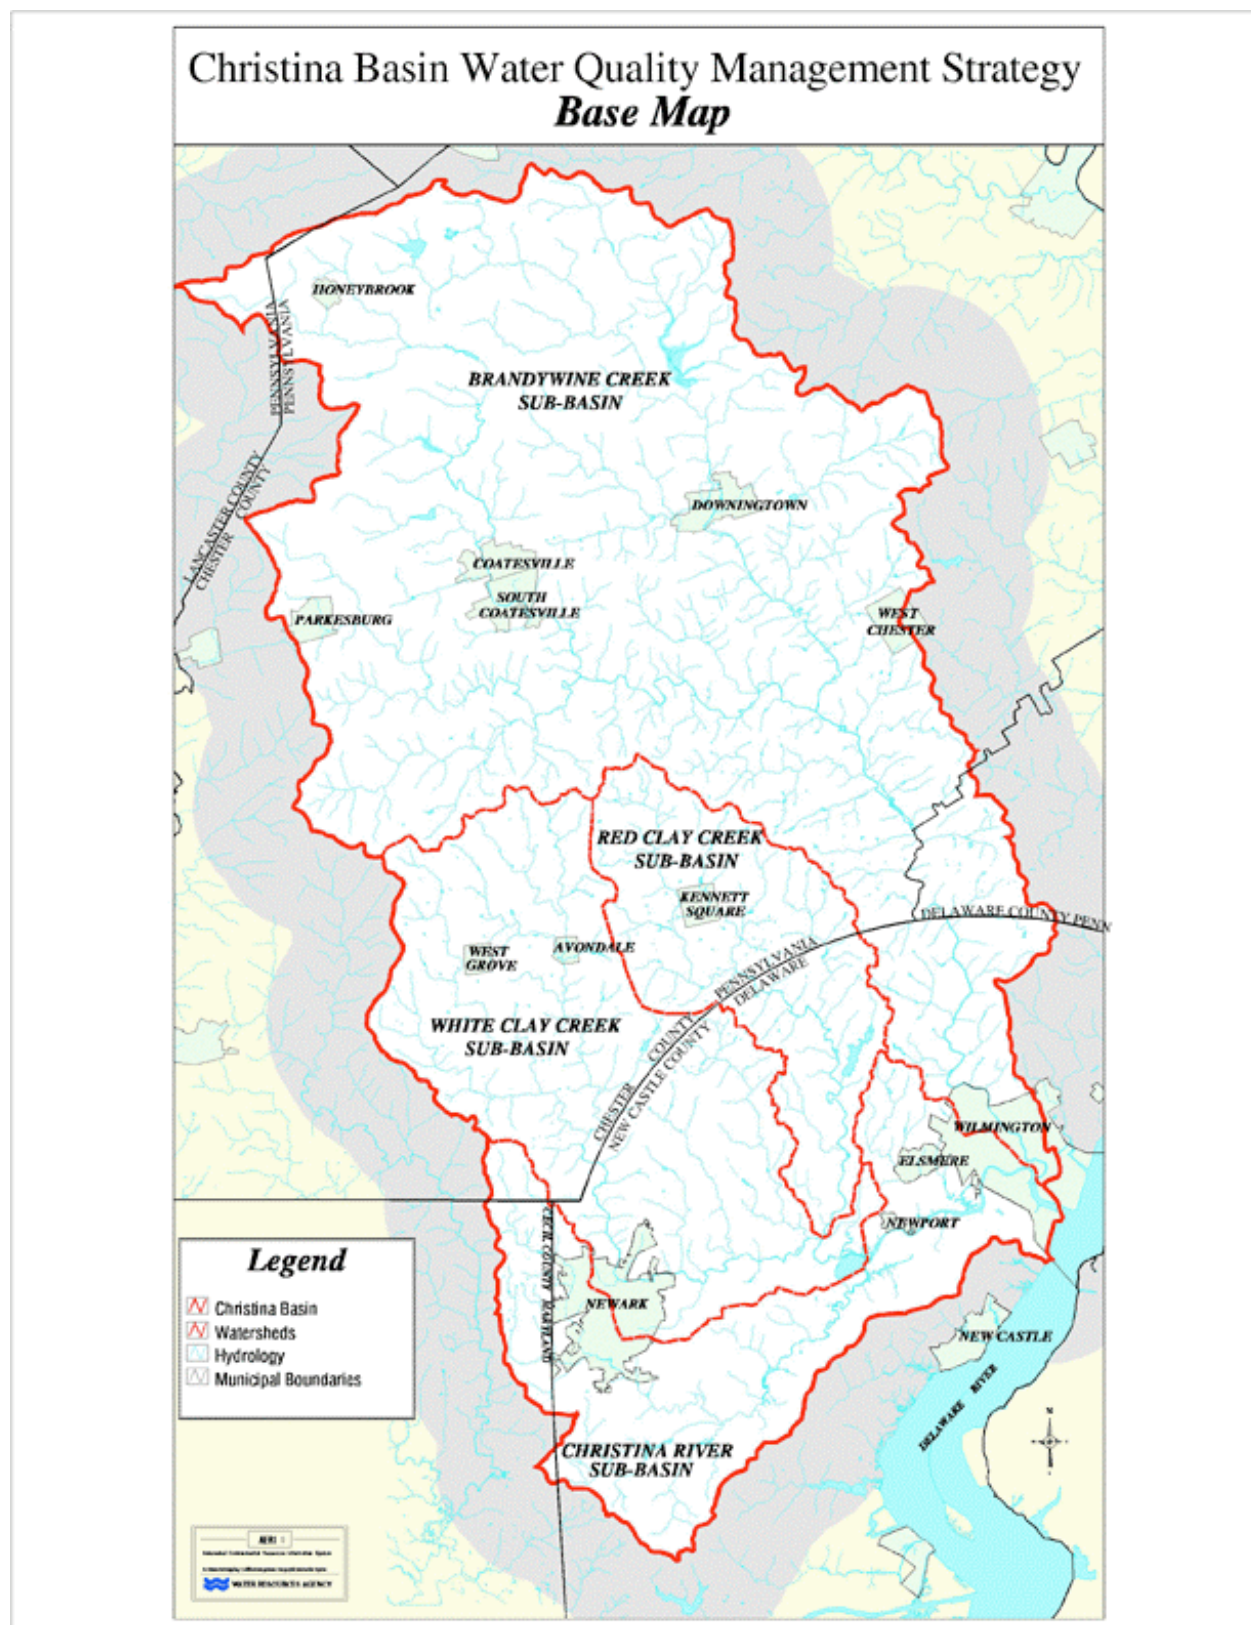 Christina Basin Water Quality Management Strategy
Base Map
HONEYBROOK
PENNSYLVANIA
PENNSYLVANIA
BRANDYWINE CREEK
SUB-BASIN
LANCASTER COUNTY
CHESTER COUNTY
DOWNINGTOWN
COATESVILLE
SOUTH
COATESVILLE
PARKESBURG
WEST
CHESTER
RED CLAY CREEK
SUB-BASIN
KENNETT
SQUARE
DELAWARE COUNTY PENN
WEST
GROVE
AVONDALE
PENNSYLVANIA
DELAWARE
WHITE CLAY CREEK
SUB-BASIN
CHESTER COUNTY
NEW CASTLE COUNTY
WILMINGTON
ELSMERE
NEWPORT
CECIL COUNTY MARYLAND
NEWARK
NEW CASTLE
DELAWARE RIVER
N
CHRISTINA RIVER
SUB-BASIN
Legend
Christina Basin
Watersheds
Hydrology
Municipal Boundaries
WATER RESOURCES AGENCY